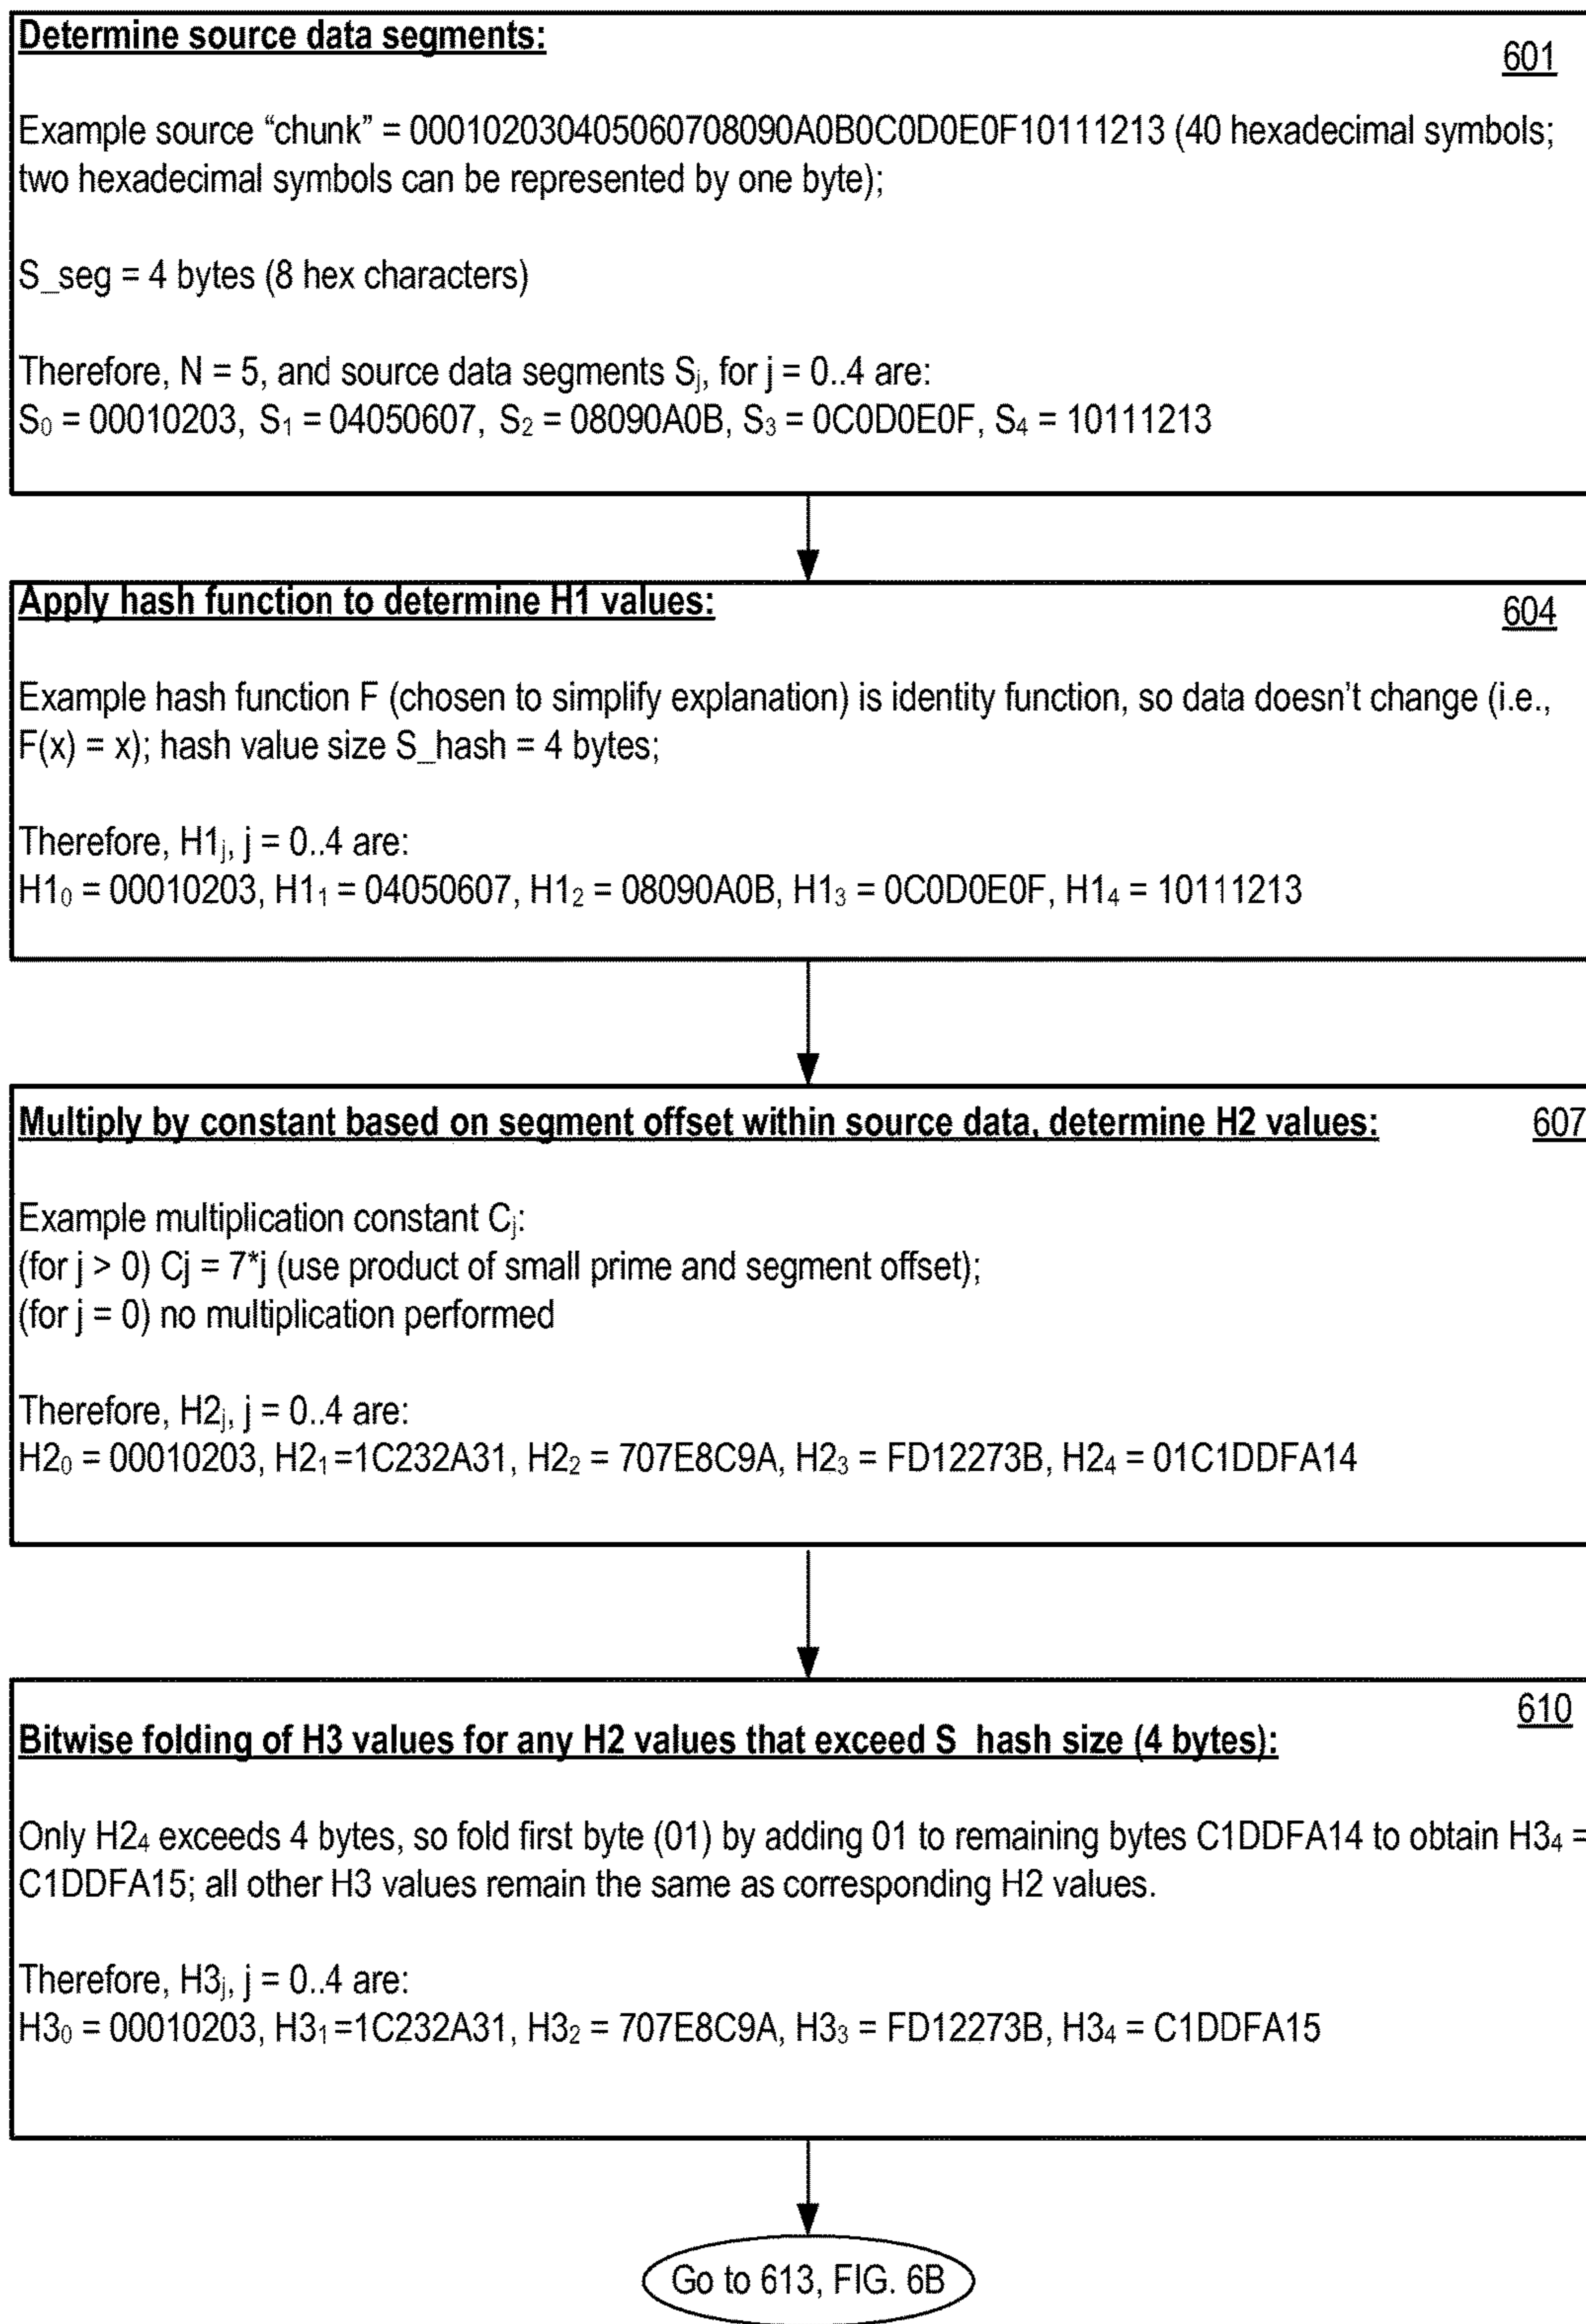 Determine source data segments:
601
Example source “chunk” = 000102030405060708090A0B0C0D0E0F10111213 (40 hexadecimal symbols;
two hexadecimal symbols can be represented by one byte);
S_seg = 4 bytes (8 hex characters)
Therefore, N = 5, and source data segments Sj, for j = 0..4 are:
S0 = 00010203, S1 = 04050607, S2 = 08090A0B, S3 = 0C0D0E0F, S4 = 10111213
Apply hash function to determine H1 values:
604
Example hash function F (chosen to simplify explanation) is identity function, so data doesn’t change (i.e.,
F(x) = x); hash value size S_hash = 4 bytes;
Therefore, H1j, j = 0..4 are:
H10 = 00010203, H11 = 04050607, H12 = 08090A0B, H13 = 0C0D0E0F, H14 = 10111213
Multiply by constant based on segment offset within source data, determine H2 values:
607
Example multiplication constant Cj:
(for j > 0) Cj = 7*j (use product of small prime and segment offset);
(for j = 0) no multiplication performed
Therefore, H2j, j = 0..4 are:
H20 = 00010203, H21 =1C232A31, H22 = 707E8C9A, H23 = FD12273B, H24 = 01C1DDFA14
610
Bitwise folding of H3 values for any H2 values that exceed S_hash size (4 bytes):
Only H24 exceeds 4 bytes, so fold first byte (01) by adding 01 to remaining bytes C1DDFA14 to obtain H34 =
C1DDFA15; all other H3 values remain the same as corresponding H2 values.
Therefore, H3j, j = 0..4 are:
H30 = 00010203, H31 =1C232A31, H32 = 707E8C9A, H33 = FD12273B, H34 = C1DDFA15
Go to 613, FIG. 6B